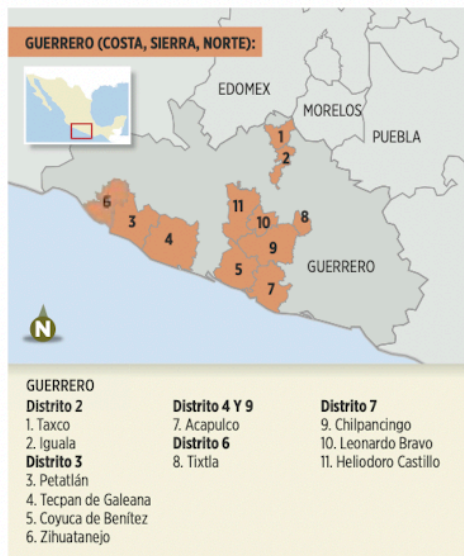 GUERRERO (COSTA, SIERRA, NORTE):
EDOMEX
MORELOS
PUEBLA
1
2
6
3
4
11
10
8
9
5
7
GUERRERO
N
GUERRERO
Distrito 2
1. Taxco
2. Iguala
Distrito 3
3. Petatlán
4. Tecpan de Galeana
5. Coyuca de Benítez
6. Zihuatanejo
Distrito 4 Y 9
7. Acapulco
Distrito 6
8. Tixtla
Distrito 7
9. Chilpancingo
10. Leonardo Bravo
11. Heliodoro Castillo